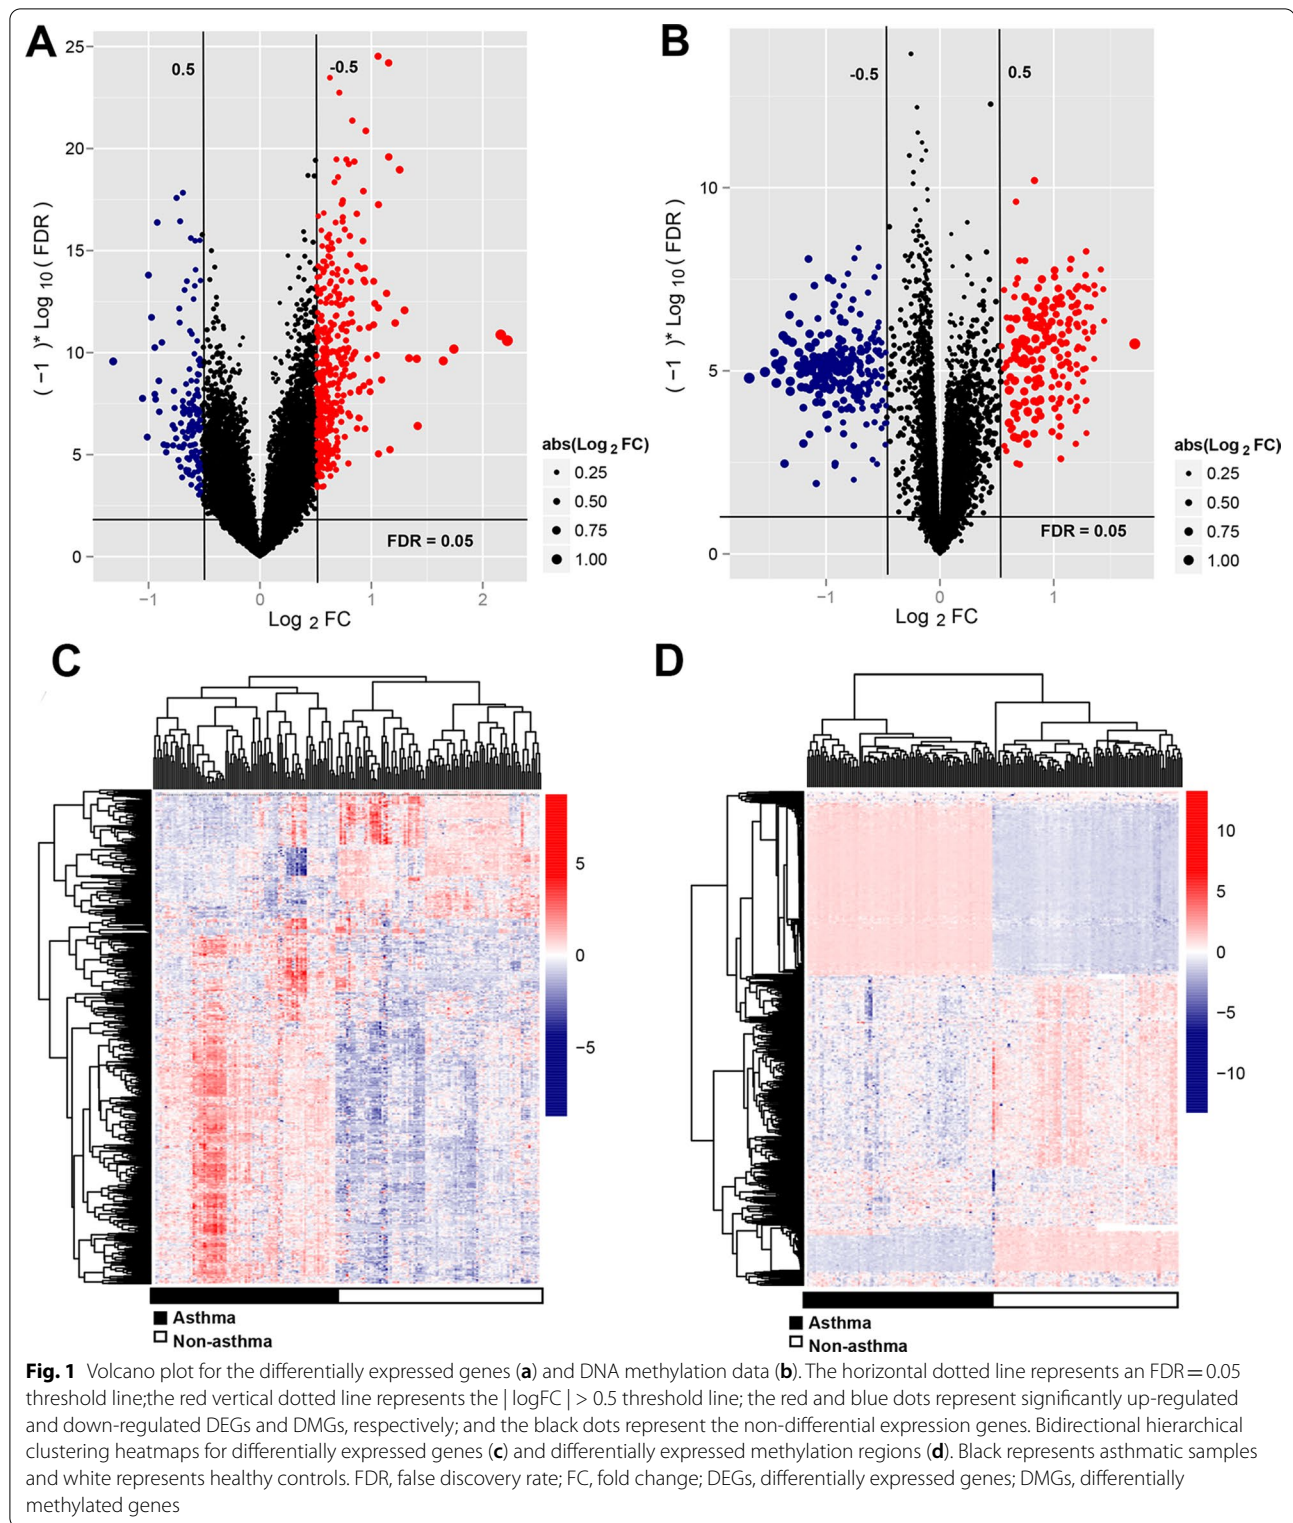 A
B
0.5
-0.5
-0.5
0.5
25
20
15
10
5
0
10
5
0
( −1 )* Log 10 ( FDR )
( −1 )* Log 10 ( FDR )
FDR = 0.05
FDR = 0.05
abs(Log 2 FC)
0.25
0.50
0.75
1.00
abs(Log 2 FC)
0.25
0.50
0.75
1.00
−1
0
1
2
Log 2 FC
−1
0
1
Log 2 FC
C
D
5
0
−5
10
5
0
−5
−10
Asthma
Non-asthma
Asthma
Non-asthma
Fig. 1 Volcano plot for the differentially expressed genes (a) and DNA methylation data (b). The horizontal dotted line represents an FDR = 0.05
threshold line;the red vertical dotted line represents the | logFC | > 0.5 threshold line; the red and blue dots represent significantly up-regulated
and down-regulated DEGs and DMGs, respectively; and the black dots represent the non-differential expression genes. Bidirectional hierarchical
clustering heatmaps for differentially expressed genes (c) and differentially expressed methylation regions (d). Black represents asthmatic samples
and white represents healthy controls. FDR, false discovery rate; FC, fold change; DEGs, differentially expressed genes; DMGs, differentially
methylated genes